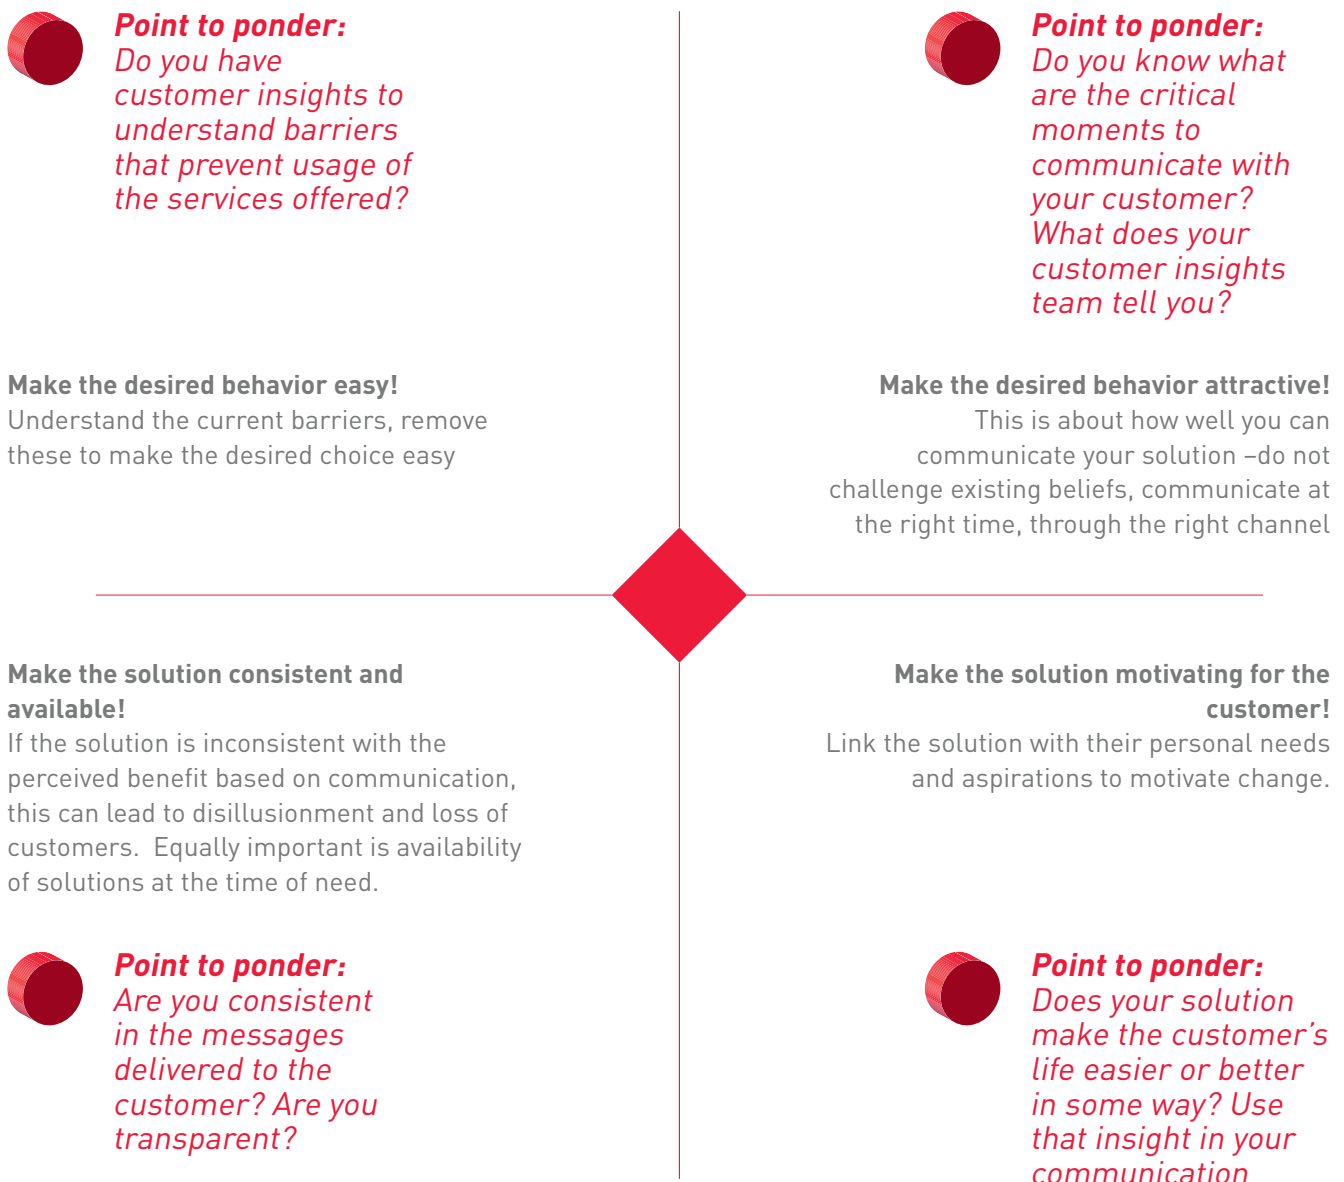 Point to ponder:
Do you have
customer insights to
understand barriers
that prevent usage of
the services offered?
Make the desired behavior easy!
Understand the current barriers, remove
these to make the desired choice easy
Point to ponder:
Do you know what
are the critical
moments to
communicate with
your customer?
What does your
customer insights
team tell you?
Make the desired behavior attractive!
This is about how well you can
communicate your solution –do not
challenge existing beliefs, communicate at
the right time, through the right channel
Make the solution consistent and
available!
If the solution is inconsistent with the
perceived benefit based on communication,
this can lead to disillusionment and loss of
customers.  Equally important is availability
of solutions at the time of need.
Point to ponder:
Are you consistent
in the messages
delivered to the
customer? Are you
transparent?
Make the solution motivating for the
customer!
Link the solution with their personal needs
and aspirations to motivate change.
Point to ponder:
Does your solution
make the customer’s
life easier or better
in some way? Use
that insight in your
communication